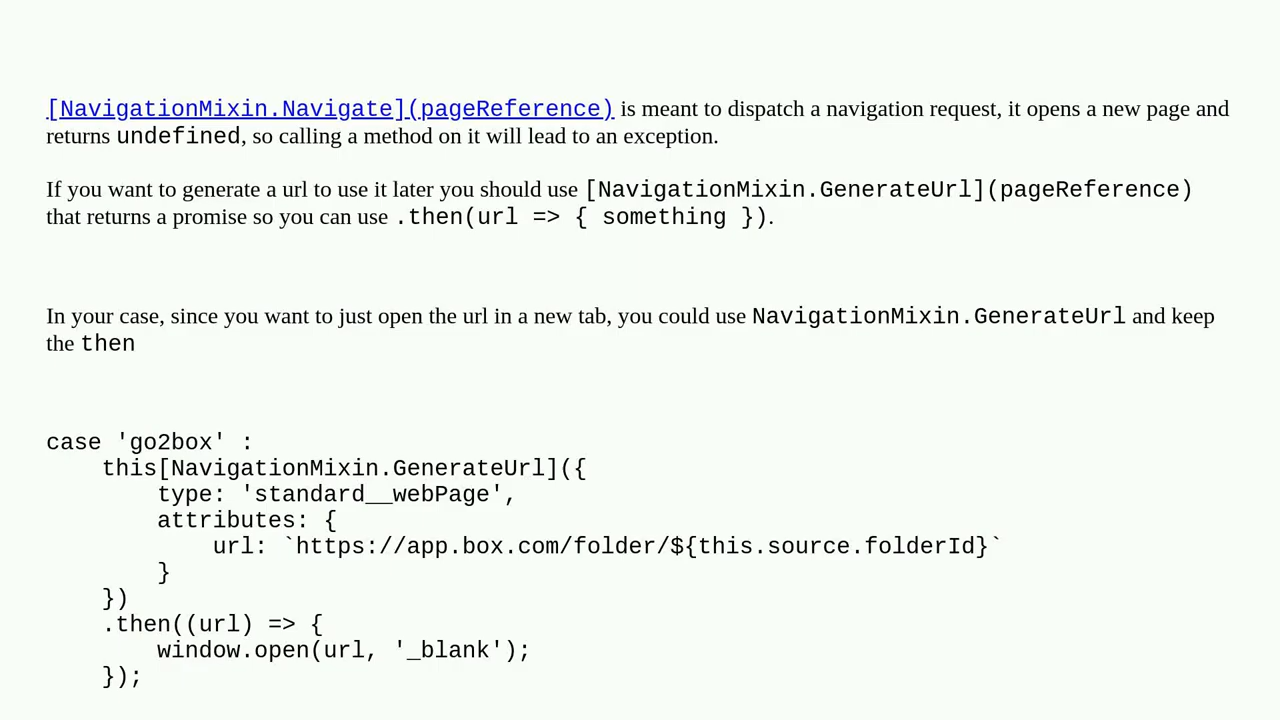 [NavigationMixin.Navigate](pageReference) is meant to dispatch a navigation request, it opens a new page and
returns undefined, so calling a method on it will lead to an exception.
If you want to generate a url to use it later you should use [NavigationMixin.GenerateUrl](pageReference)
that returns a promise so you can use .then(url => { something }).
In your case, since you want to just open the url in a new tab, you could use NavigationMixin.GenerateUrl and keep
the then
case 'go2box' :
    this[NavigationMixin.GenerateUrl]({
        type: 'standard__webPage',
        attributes: {
            url: `https://app.box.com/folder/${this.source.folderId}`
        }
    })
    .then((url) => {
        window.open(url, '_blank');
    });